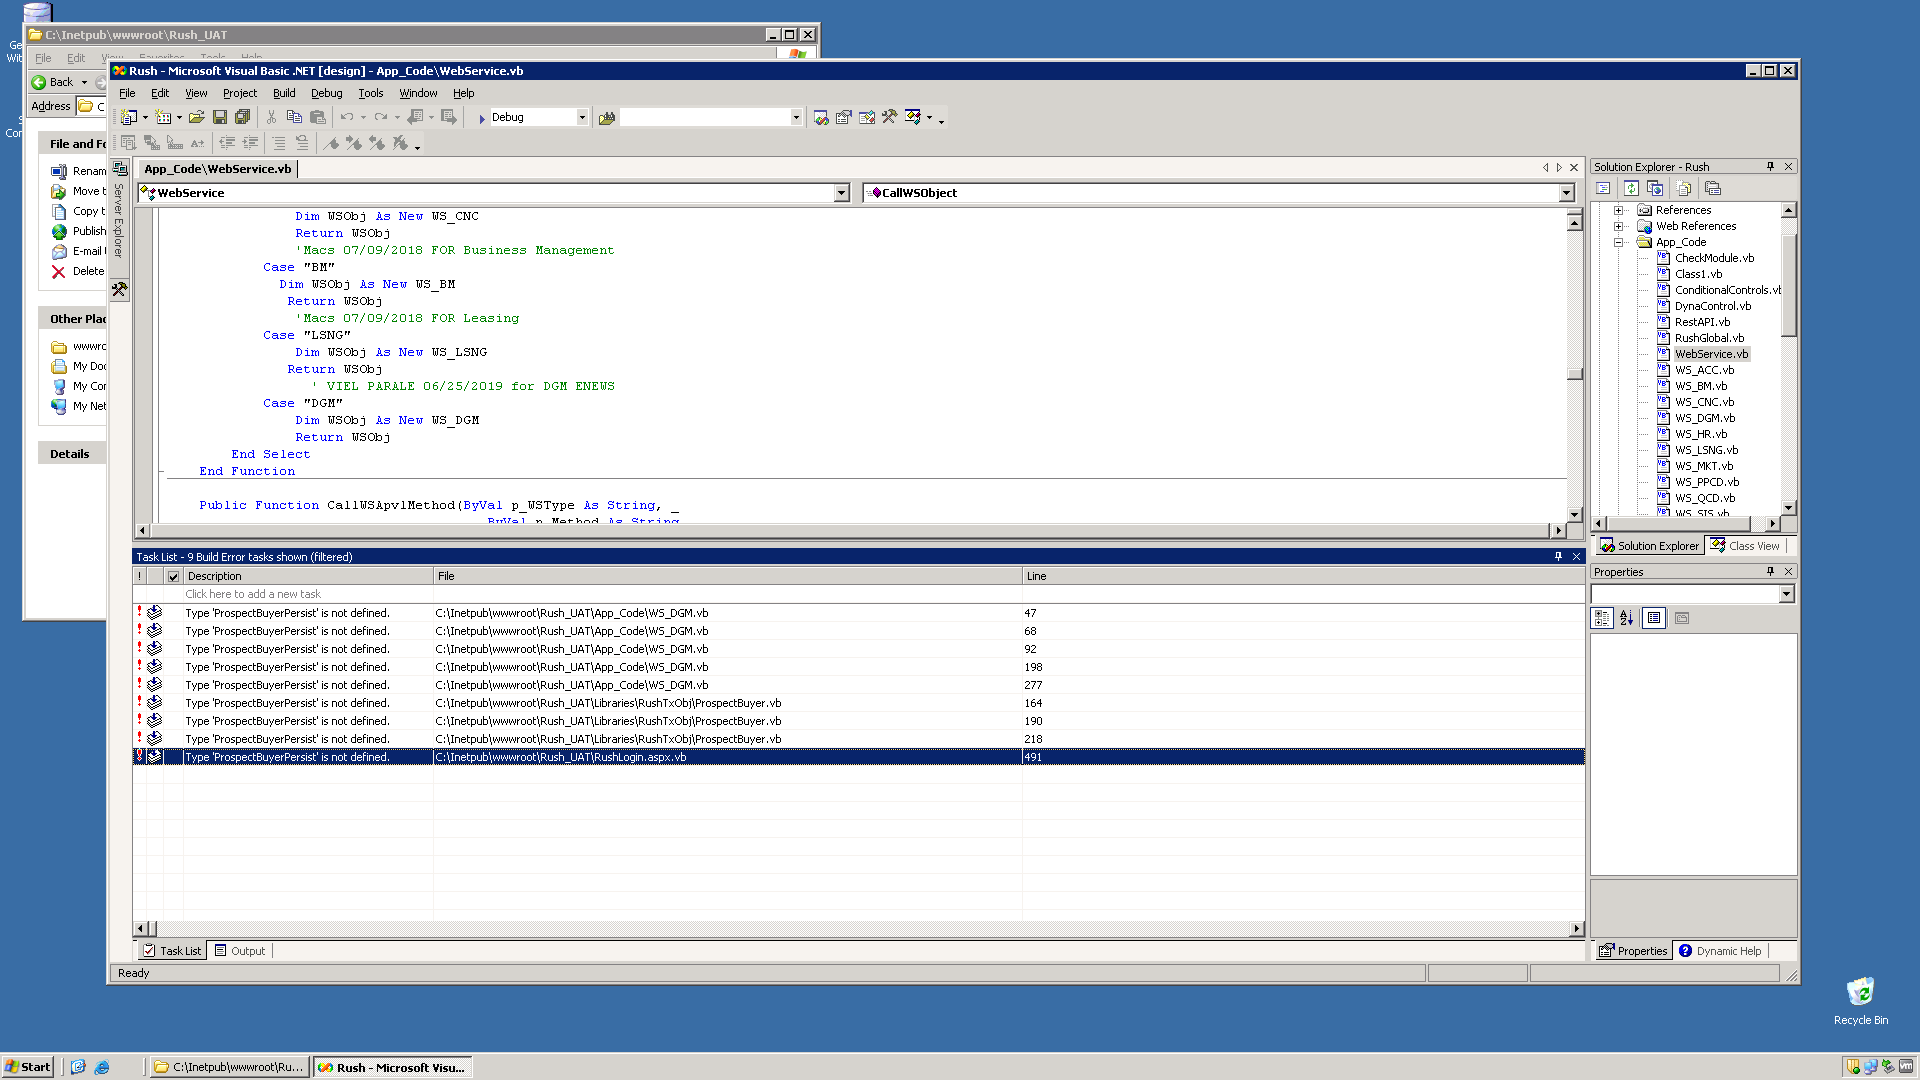 C:\Inetpub\wwwroot\Rush_UAT
File Edit View Favorites Tools Help
Back
Address C
File and Fo
Renam
Move t
Copy t
Publish
E-mail
Delete
Other Plac
wwwro
My Doc
My Cor
My Net
Details
Rush - Microsoft Visual Basic .NET [design] - App_Code\WebService.vb
File Edit View Project Build Debug Tools Window Help
Debug
Server Explorer
App_Code\WebService.vb
WebService CallWSObject
Dim WSObj As New WS_CNC
Return WSObj
'Macs 07/09/2018 FOR Business Management
Case "BM"
Dim WSObj As New WS_BM
Return WSObj
'Macs 07/09/2018 FOR Leasing
Case "LSNG"
Dim WSObj As New WS_LSNG
Return WSObj
' VIEL PARALE 06/25/2019 for DGM ENEWS
Case "DGM"
Dim WSObj As New WS_DGM
Return WSObj
End Select
End Function
Public Function CallWSApvlMethod(ByVal p_WSType As String, _
ByVal p_Method As String
Task List - 9 Build Error tasks shown (filtered)
! Description File Line
Click here to add a new task
! Type 'ProspectBuyerPersist' is not defined. C:\Inetpub\wwwroot\Rush_UAT\App_Code\WS_DGM.vb 47
! Type 'ProspectBuyerPersist' is not defined. C:\Inetpub\wwwroot\Rush_UAT\App_Code\WS_DGM.vb 68
! Type 'ProspectBuyerPersist' is not defined. C:\Inetpub\wwwroot\Rush_UAT\App_Code\WS_DGM.vb 92
! Type 'ProspectBuyerPersist' is not defined. C:\Inetpub\wwwroot\Rush_UAT\App_Code\WS_DGM.vb 198
! Type 'ProspectBuyerPersist' is not defined. C:\Inetpub\wwwroot\Rush_UAT\App_Code\WS_DGM.vb 277
! Type 'ProspectBuyerPersist' is not defined. C:\Inetpub\wwwroot\Rush_UAT\Libraries\RushTxObj\ProspectBuyer.vb 164
! Type 'ProspectBuyerPersist' is not defined. C:\Inetpub\wwwroot\Rush_UAT\Libraries\RushTxObj\ProspectBuyer.vb 190
! Type 'ProspectBuyerPersist' is not defined. C:\Inetpub\wwwroot\Rush_UAT\Libraries\RushTxObj\ProspectBuyer.vb 218
! Type 'ProspectBuyerPersist' is not defined. C:\Inetpub\wwwroot\Rush_UAT\RushLogin.aspx.vb 491
Task List Output
Ready
Solution Explorer - Rush
References
Web References
App_Code
CheckModule.vb
Class1.vb
ConditionalControls.vb
DynaControl.vb
RestAPI.vb
RushGlobal.vb
WebService.vb
WS_ACC.vb
WS_BM.vb
WS_CNC.vb
WS_DGM.vb
WS_HR.vb
WS_LSNG.vb
WS_MKT.vb
WS_PPCD.vb
WS_QCD.vb
WS_SIS.vb
Solution Explorer Class View
Properties
Properties Dynamic Help
Recycle Bin
Start C:\Inetpub\wwwroot\Ru... Rush - Microsoft Visu...